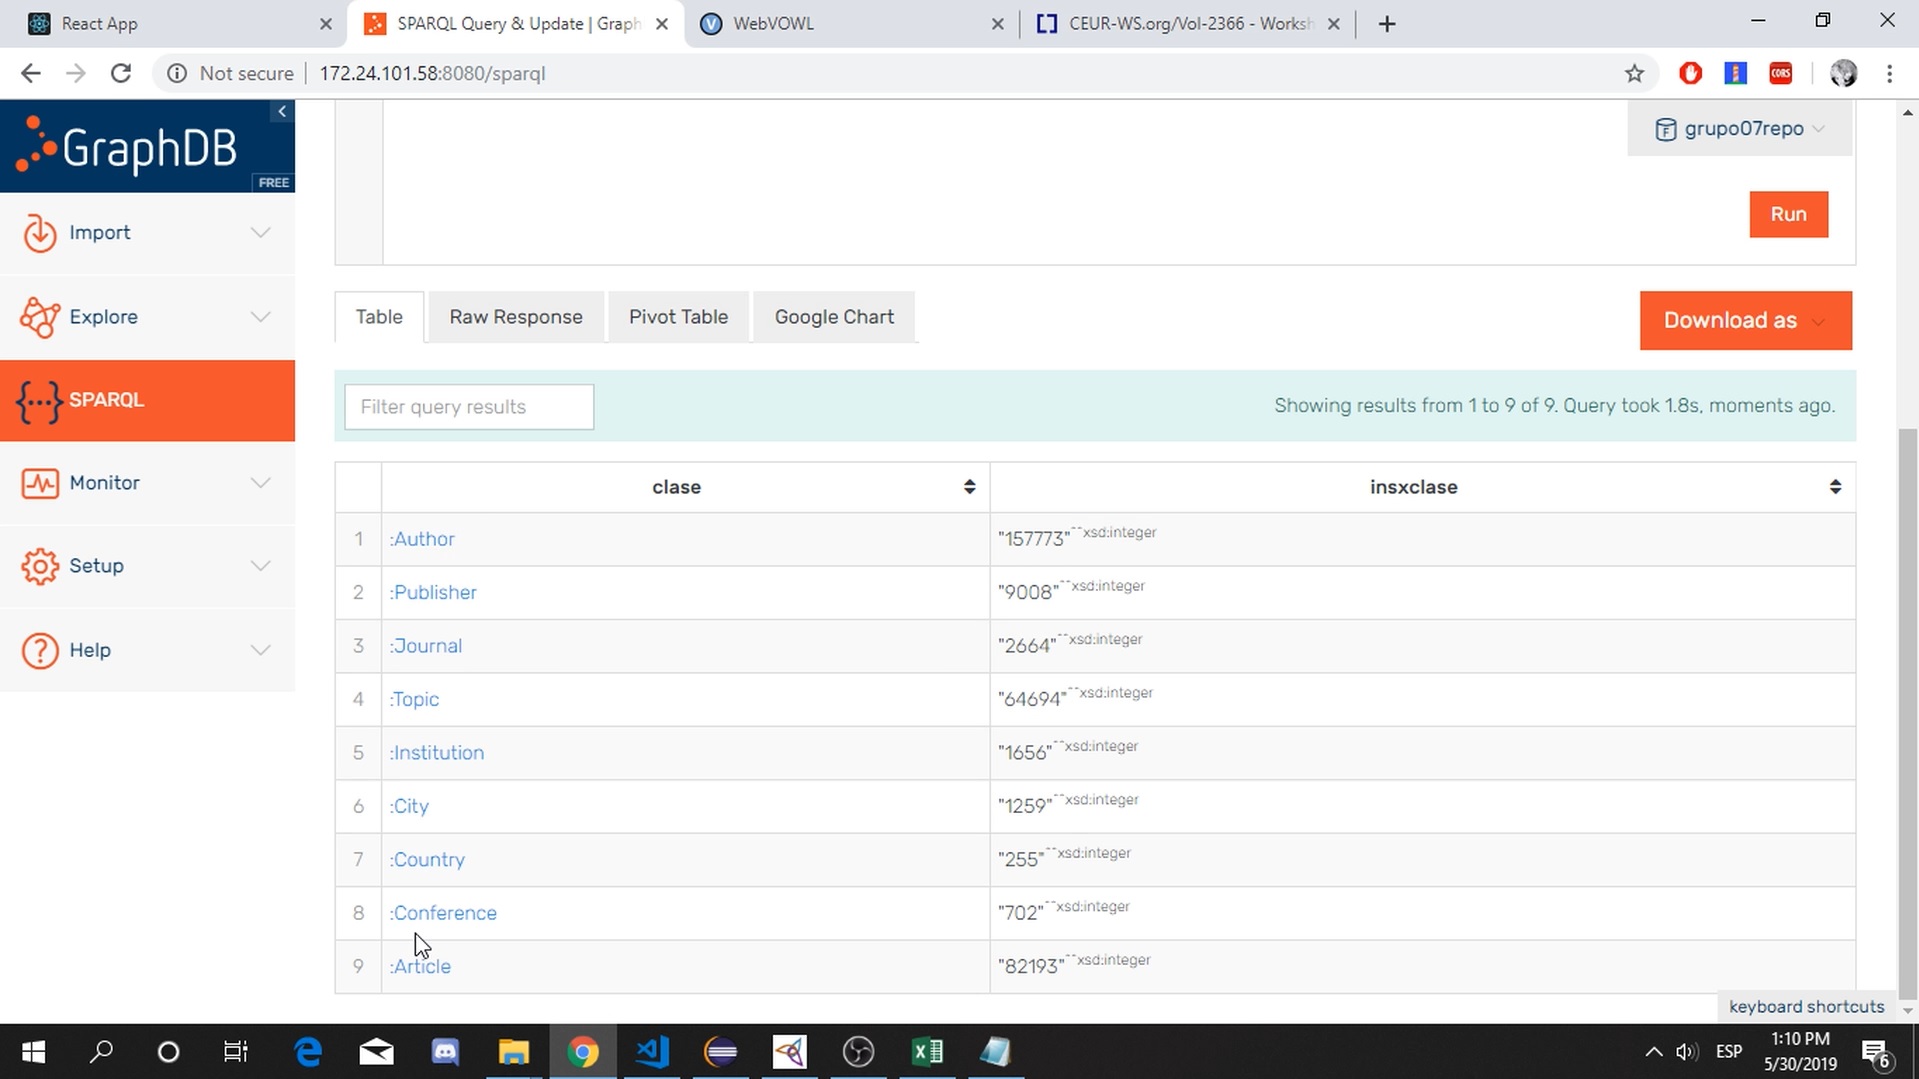 React App
SPARQL Query & Update | Graph
WebVOWL
CEUR-WS.org/Vol-2366 - Worksh
Not secure
172.24.101.58:8080/sparql
CORS
GraphDB
FREE
grupo07repo
Run
Import
Explore
SPARQL
Monitor
Setup
Help
Table
Raw Response
Pivot Table
Google Chart
Download as
Filter query results
Showing results from 1 to 9 of 9. Query took 1.8s, moments ago.
clase
insxclase
1 :Author "157773"^^xsd:integer
2 :Publisher "9008"^^xsd:integer
3 :Journal "2664"^^xsd:integer
4 :Topic "64694"^^xsd:integer
5 :Institution "1656"^^xsd:integer
6 :City "1259"^^xsd:integer
7 :Country "255"^^xsd:integer
8 :Conference "702"^^xsd:integer
9 :Article "82193"^^xsd:integer
keyboard shortcuts
ESP
1:10 PM
5/30/2019
6